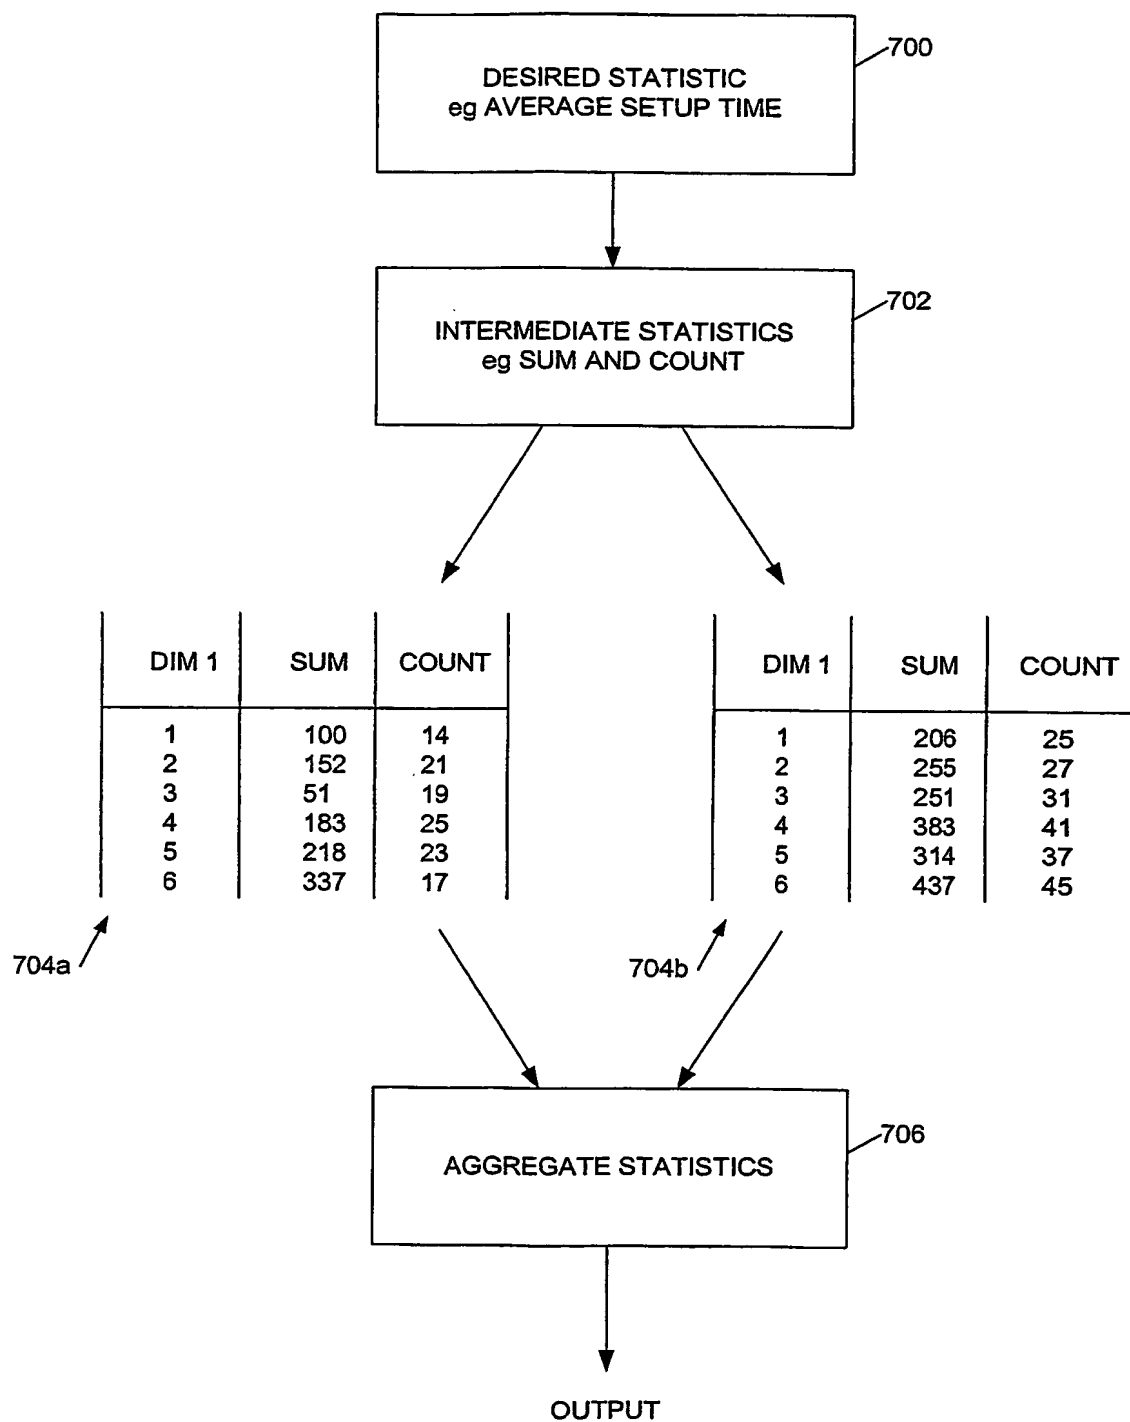 700
DESIRED STATISTIC
eg AVERAGE SETUP TIME
702
INTERMEDIATE STATISTICS
eg SUM AND COUNT
DIM 1 SUM COUNT
1 100 14
2 152 21
3 51 19
4 183 25
5 218 23
6 337 17
704a
DIM 1 SUM COUNT
1 206 25
2 255 27
3 251 31
4 383 41
5 314 37
6 437 45
704b
706
AGGREGATE STATISTICS
OUTPUT